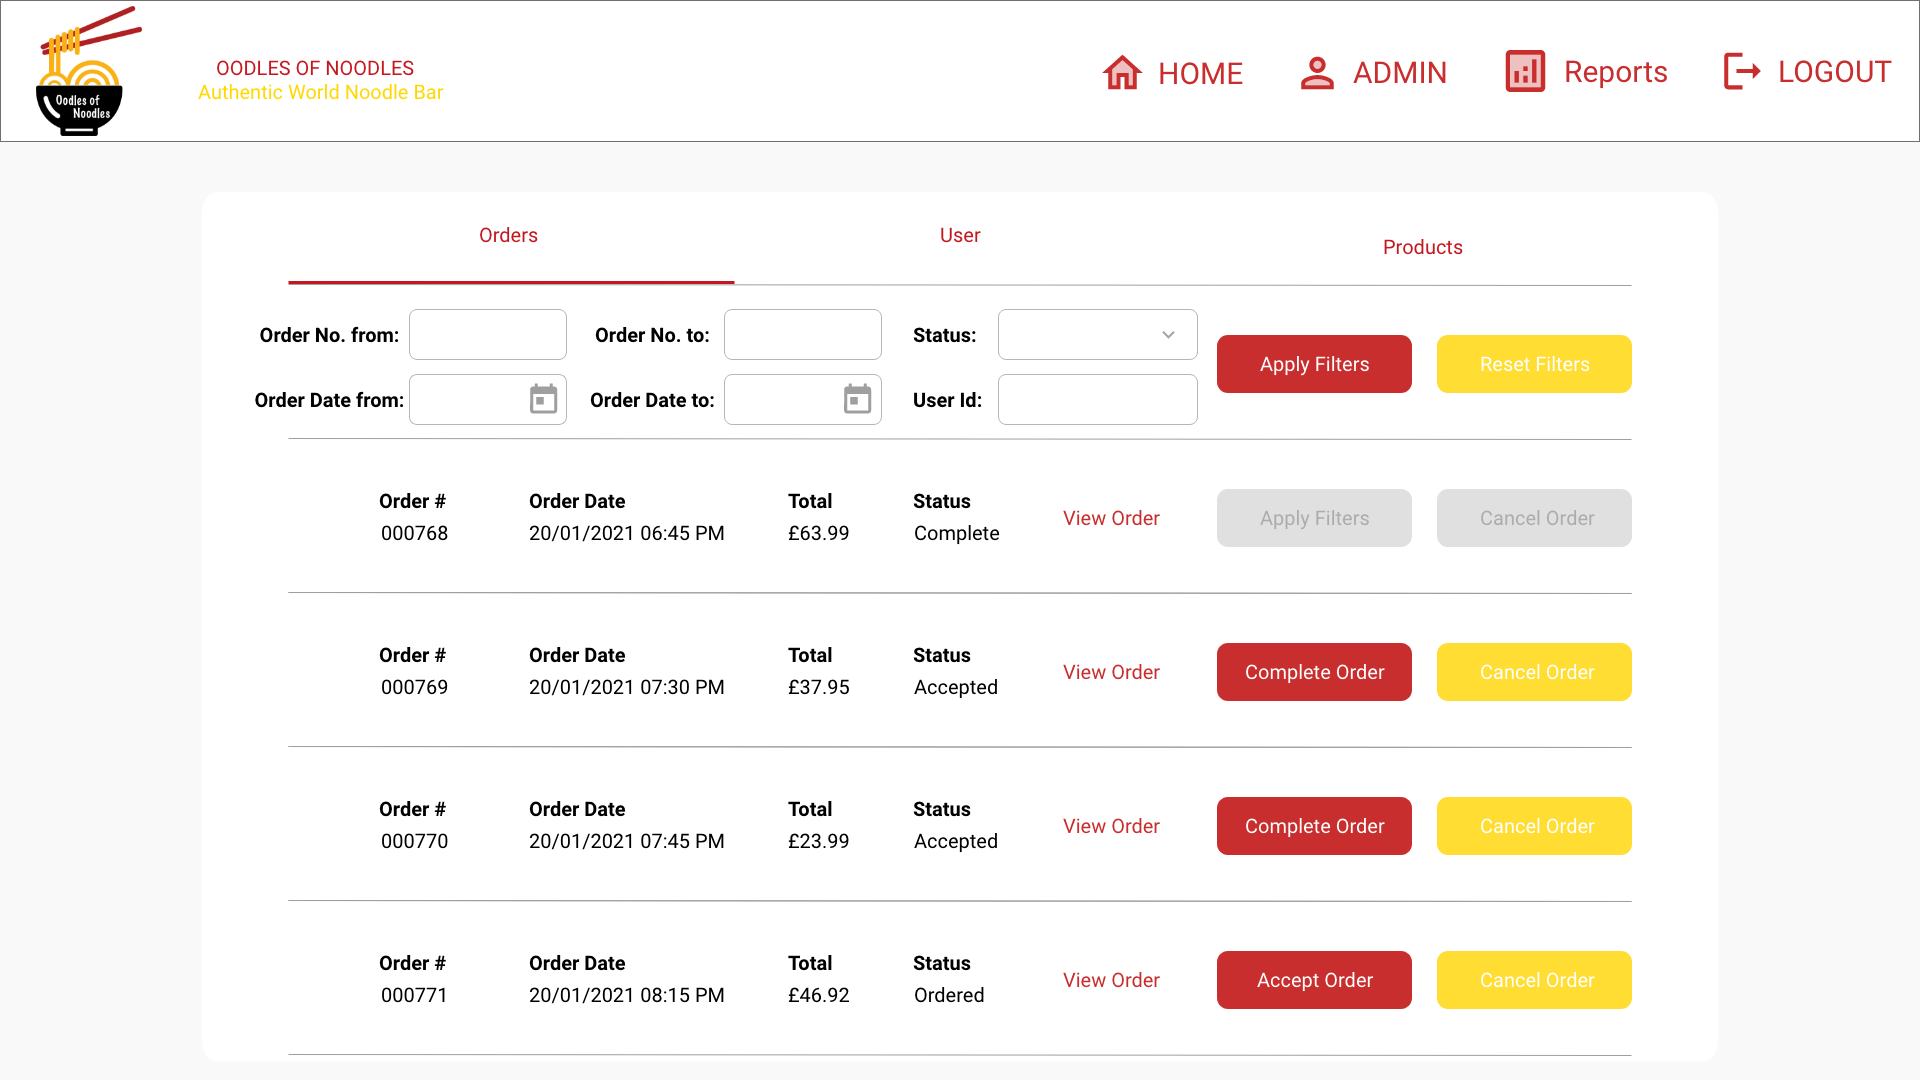 Oodles of
Noodles
OODLES OF NOODLES
Authentic World Noodle Bar
HOME
ADMIN
Reports
LOGOUT
Orders
User
Products
Order No. from:
Order No. to:
Status:
Order Date from:
Order Date to:
User Id:
Apply Filters
Reset Filters
Order # Order Date Total Status
000768 20/01/2021 06:45 PM £63.99 Complete
View Order
Apply Filters
Cancel Order
Order # Order Date Total Status
000769 20/01/2021 07:30 PM £37.95 Accepted
View Order
Complete Order
Cancel Order
Order # Order Date Total Status
000770 20/01/2021 07:45 PM £23.99 Accepted
View Order
Complete Order
Cancel Order
Order # Order Date Total Status
000771 20/01/2021 08:15 PM £46.92 Ordered
View Order
Accept Order
Cancel Order